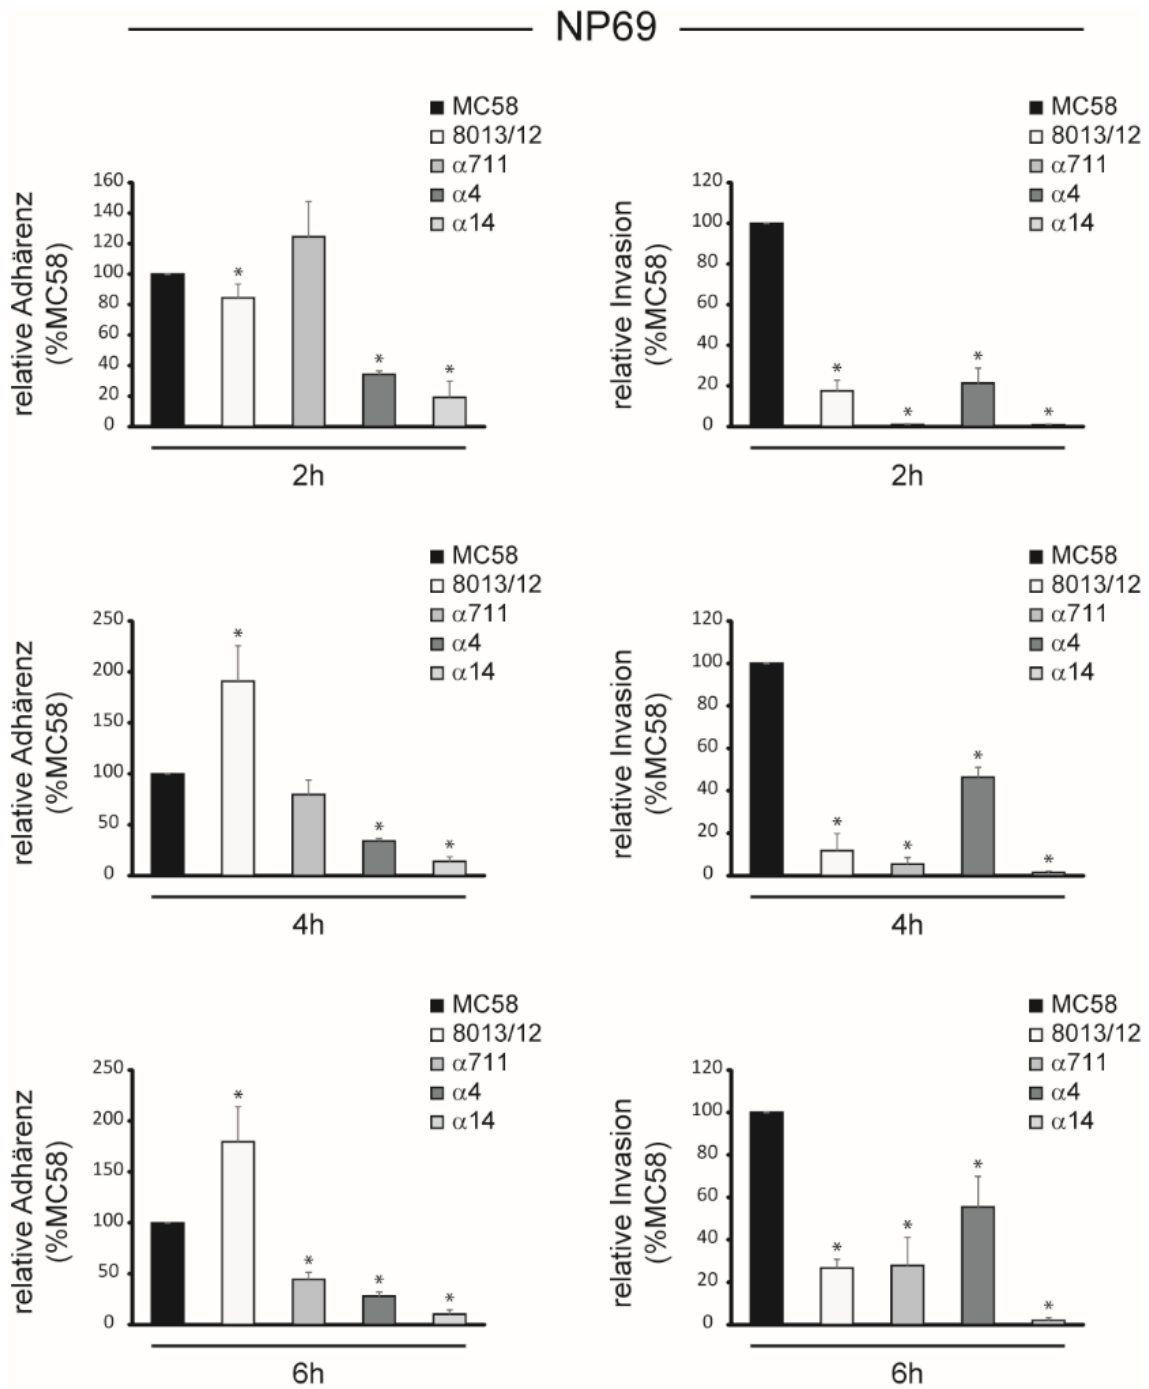 NP69
MC58
8013/12
α711
α4
α14
relative Adhärenz
(%MC58)
160
140
120
100
80
60
40
20
0
*
*
*
2h
MC58
8013/12
α711
α4
α14
relative Invasion
(%MC58)
120
100
80
60
40
20
0
*
*
*
*
2h
MC58
8013/12
α711
α4
α14
relative Adhärenz
(%MC58)
250
200
150
100
50
0
*
*
*
4h
MC58
8013/12
α711
α4
α14
relative Invasion
(%MC58)
120
100
80
60
40
20
0
*
*
*
*
4h
MC58
8013/12
α711
α4
α14
relative Adhärenz
(%MC58)
250
200
150
100
50
0
*
*
*
*
6h
MC58
8013/12
α711
α4
α14
relative Invasion
(%MC58)
120
100
80
60
40
20
0
*
*
*
*
6h